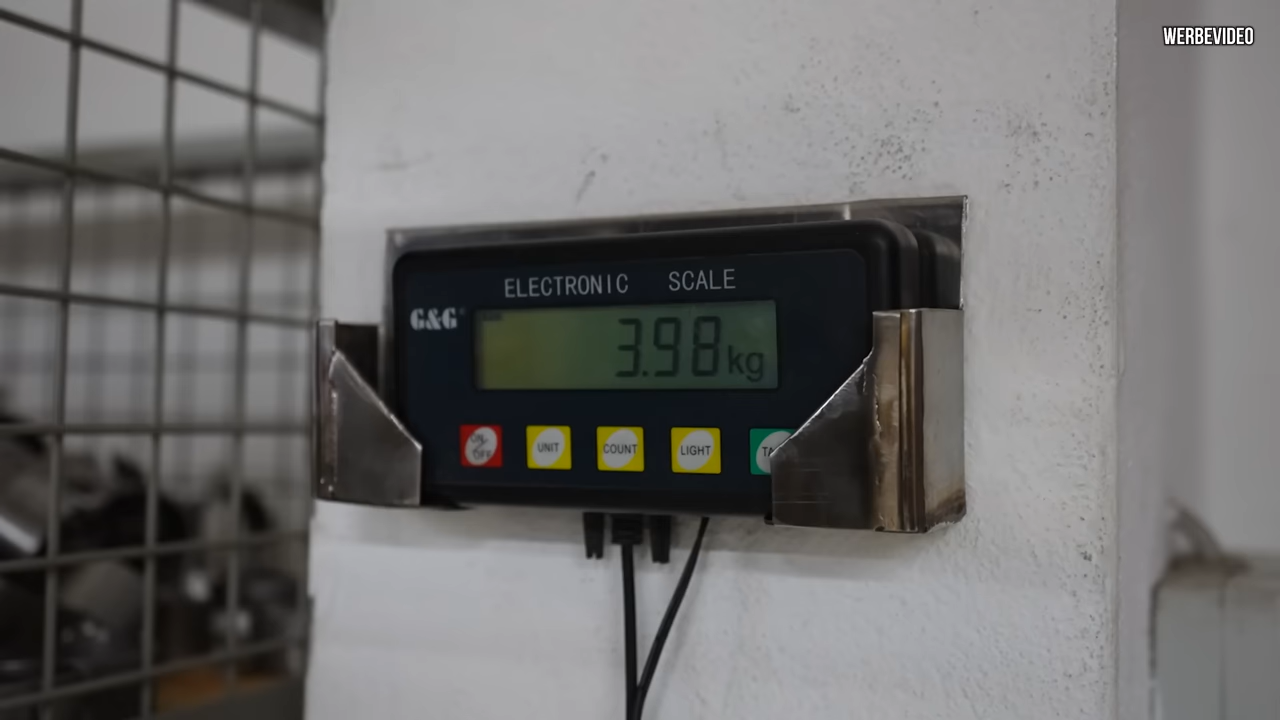 WERBEVIDEO
ELECTRONIC SCALE
G&G
3.98 kg
ON/OFF
UNIT
COUNT
LIGHT